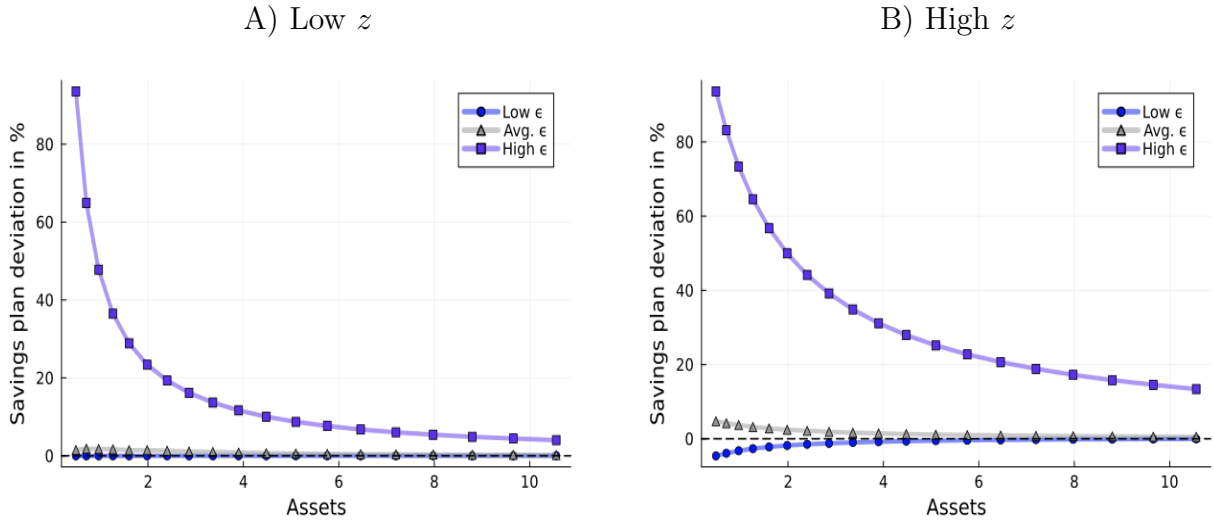 A) Low z
B) High z
Savings plan deviation in %
80
60
40
20
0
2
4
6
8
10
Assets
Low ϵ
Avg. ϵ
High ϵ
Savings plan deviation in %
80
60
40
20
0
2
4
6
8
10
Assets
Low ϵ
Avg. ϵ
High ϵ